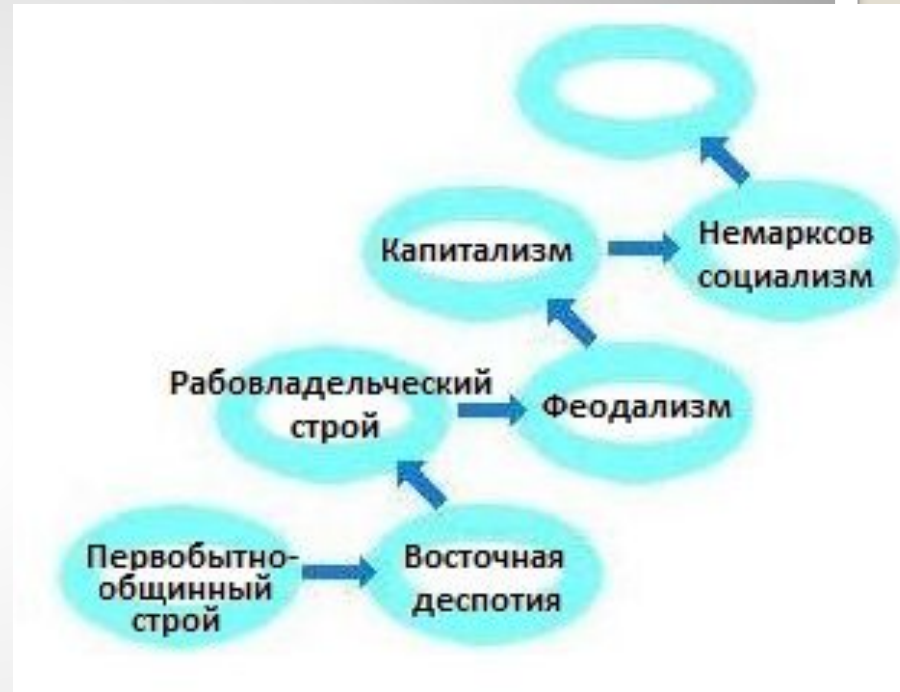 Капитализм
Немарксов
социализм
Рабовладельческий
строй
Феодализм
Первобытно-
общинный
строй
Восточная
деспотия